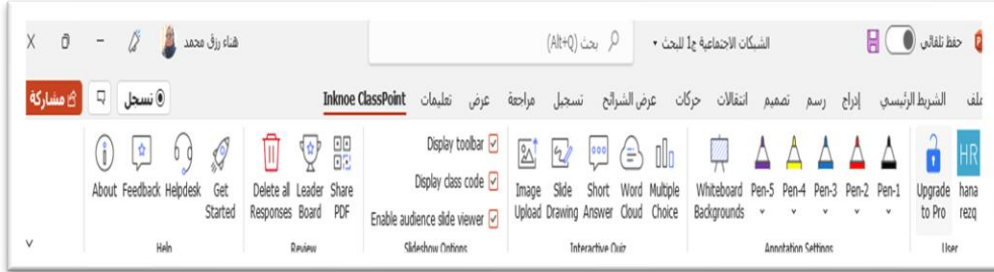 حفظ تلقائي الشبكات الاجتماعية ج1 للبحث بحث (Alt+Q) هناء رزق محمد
ملف الشريط الرئيسي إدراج رسم تصميم انتقالات حركات عرض الشرائح تسجيل مراجعة عرض تعليمات Inknoe ClassPoint تسجل مشاركة
HR
hana rezq
Upgrade to Pro
User
Pen-1
Pen-2
Pen-3
Pen-4
Pen-5
Whiteboard Backgrounds
Annotation Settings
Multiple Choice
Word Cloud
Short Answer
Slide Drawing
Image Upload
Interactive Quiz
Display toolbar
Display class code
Enable audience slide viewer
Slideshow Options
Share PDF
Leader Board
Delete all Responses
Review
Get Started
Helpdesk
Feedback
About
Help